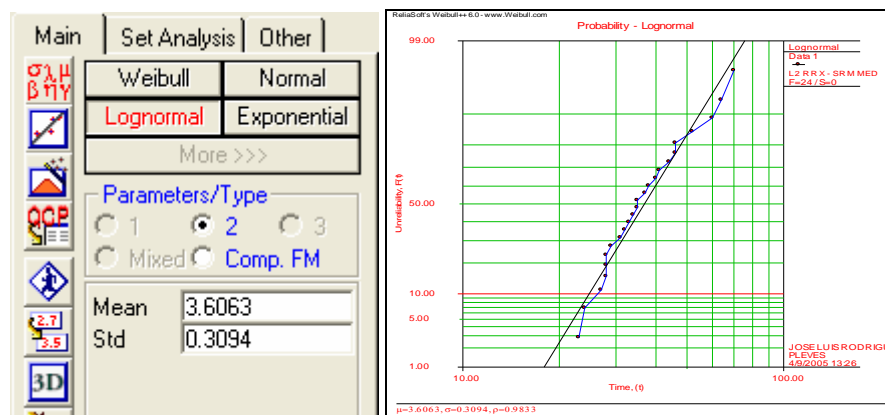 Main Set Analysis Other
σλμ
βηγ
Weibull Normal
Lognormal Exponential
More >>>
QCP
Parameters/Type
1 2 3
Mixed Comp. FM
2.7
3.5
Mean 3.6063
Std 0.3094
3D
ReliaSoft's Weibull++ 6.0 - www.Weibull.com
Probability - Lognormal
99.00
Lognormal
Data 1
L2 RRX - SRM MED
F=24 / S=0
Unreliability, F(t)
50.00
10.00
5.00
1.00
10.00 100.00
Time, (t)
JOSE LUIS RODRIG
PLEVES
4/9/2005 13:26
μ=3.6063, σ=0.3094, ρ=0.9833